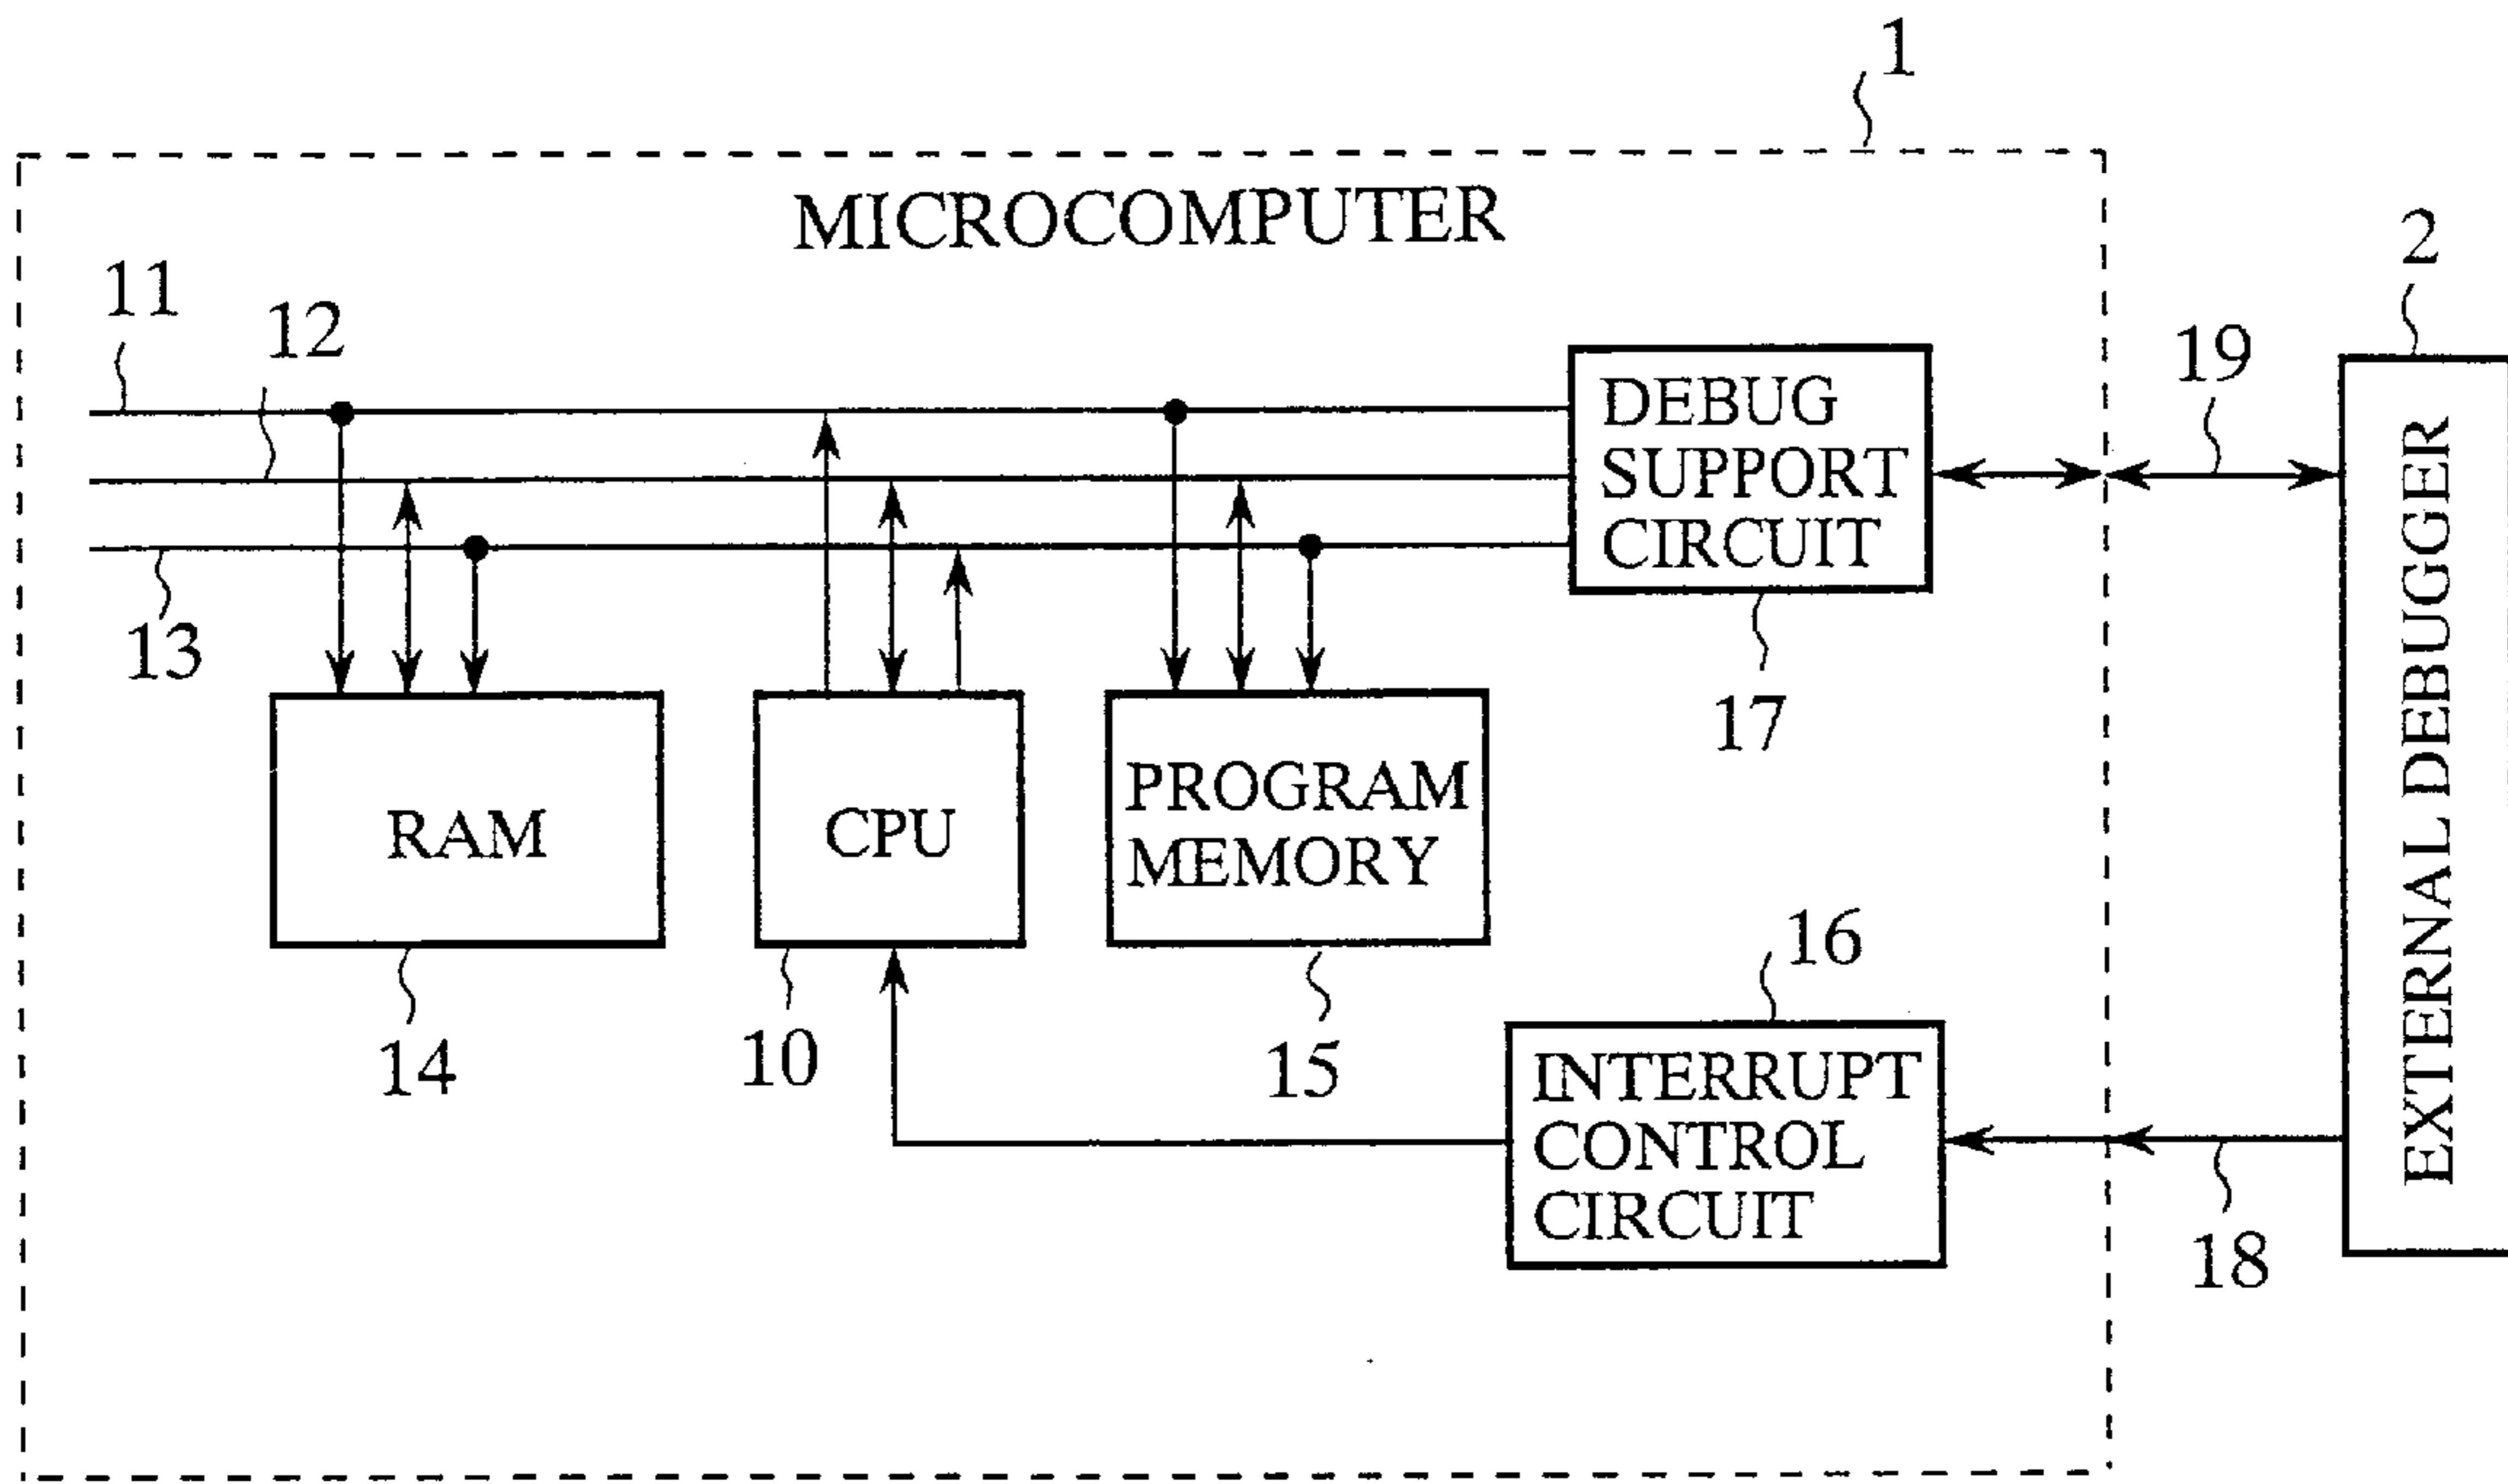 1
MICROCOMPUTER
2
11
12
19
DEBUG
SUPPORT
CIRCUIT
13
17
EXTERNAL DEBUGGER
RAM
CPU
PROGRAM
MEMORY
16
14
10
15
INTERRUPT
CONTROL
CIRCUIT
18